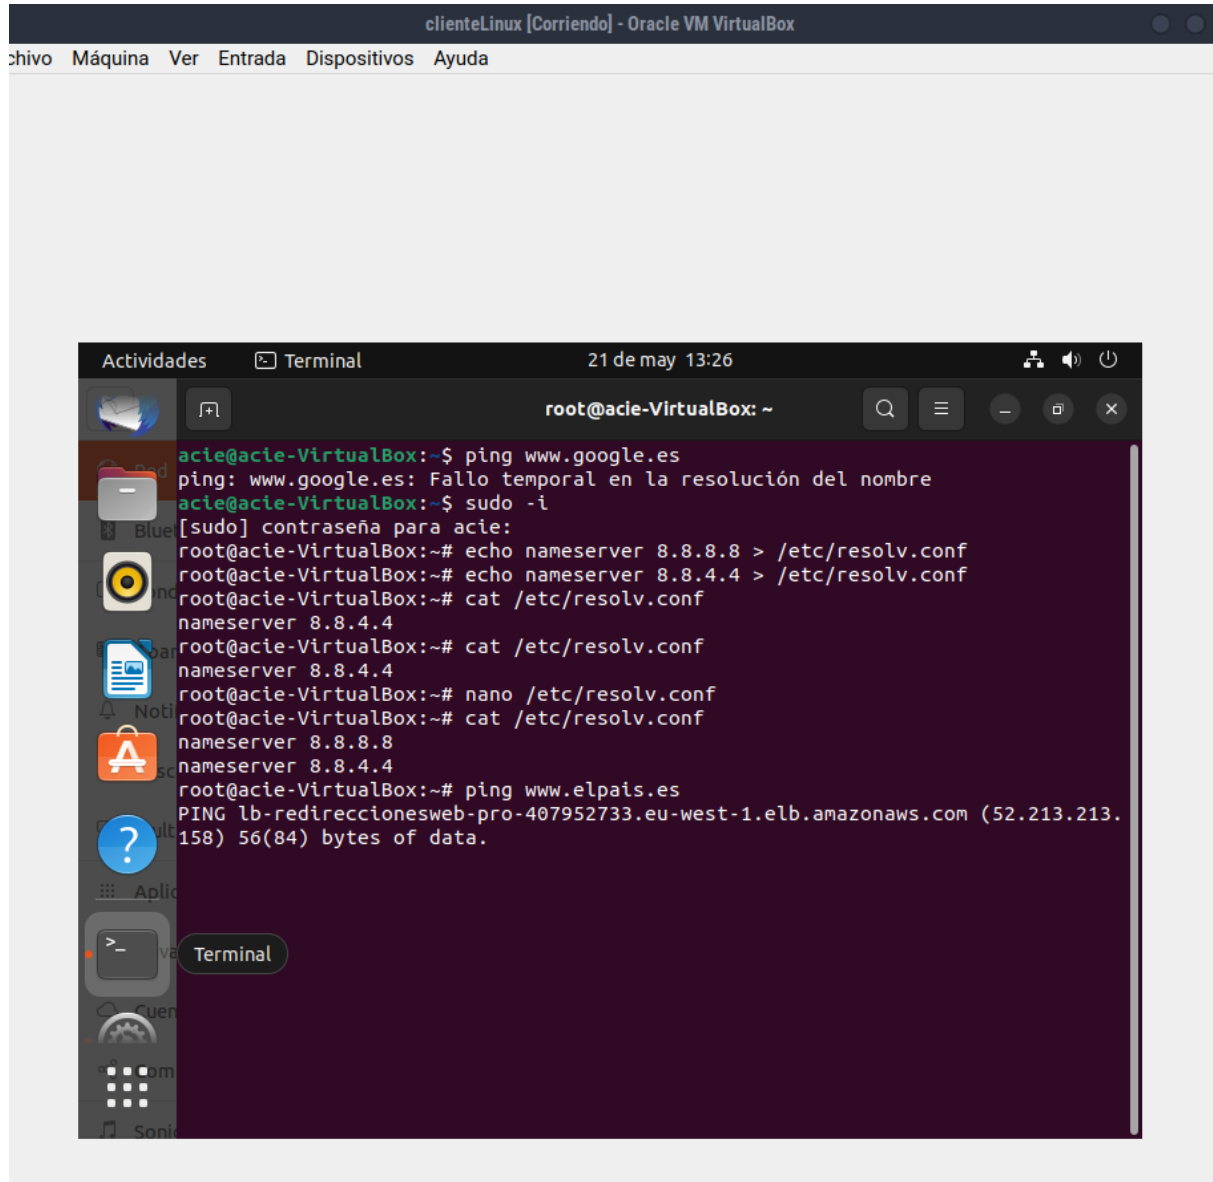 clienteLinux [Corriendo] - Oracle VM VirtualBox
chivo Máquina Ver Entrada Dispositivos Ayuda
Actividades Terminal 21 de may 13:26
root@acie-VirtualBox: ~
acie@acie-VirtualBox:~$ ping www.google.es
ping: www.google.es: Fallo temporal en la resolución del nombre
acie@acie-VirtualBox:~$ sudo -i
[sudo] contraseña para acie:
root@acie-VirtualBox:~# echo nameserver 8.8.8.8 > /etc/resolv.conf
root@acie-VirtualBox:~# echo nameserver 8.8.4.4 > /etc/resolv.conf
root@acie-VirtualBox:~# cat /etc/resolv.conf
nameserver 8.8.4.4
root@acie-VirtualBox:~# cat /etc/resolv.conf
nameserver 8.8.4.4
root@acie-VirtualBox:~# nano /etc/resolv.conf
root@acie-VirtualBox:~# cat /etc/resolv.conf
nameserver 8.8.8.8
nameserver 8.8.4.4
root@acie-VirtualBox:~# ping www.elpais.es
PING lb-redireccionesweb-pro-407952733.eu-west-1.elb.amazonaws.com (52.213.213.
158) 56(84) bytes of data.
Terminal
Red
Blue
Noti
Aplic
Cuen
Soni